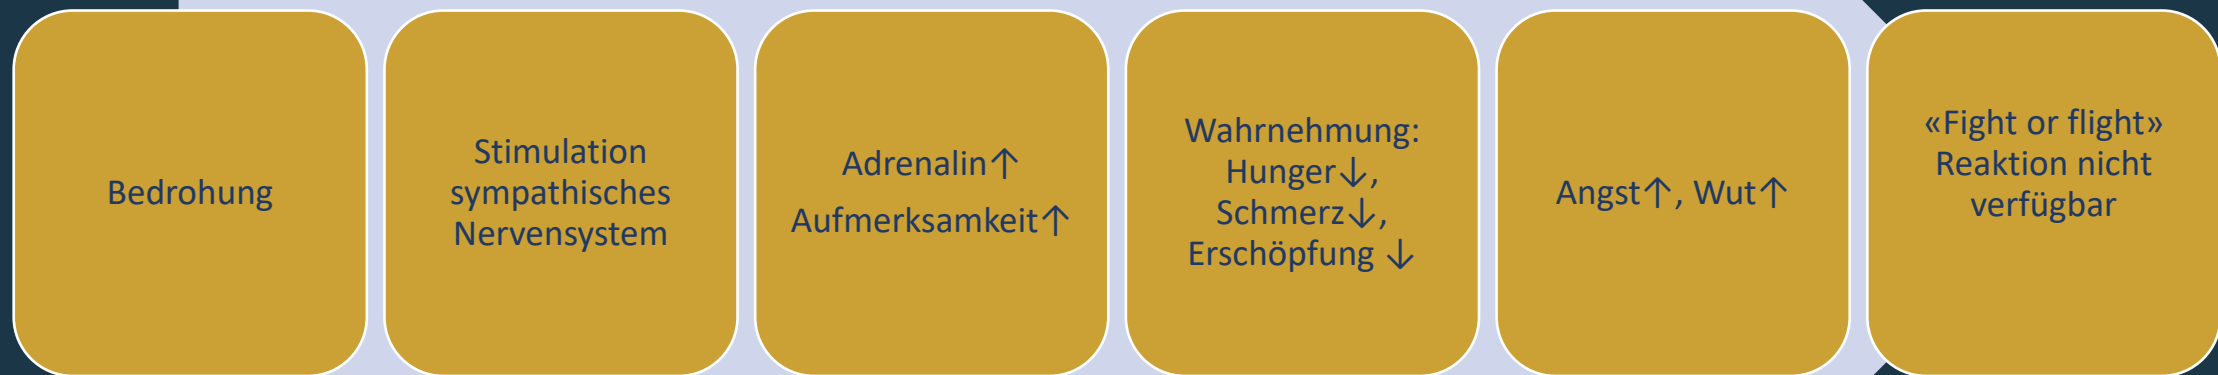 Bedrohung
Stimulation
sympathisches
Nervensystem
Adrenalin↑
Aufmerksamkeit↑
Wahrnehmung:
Hunger↓,
Schmerz↓,
Erschöpfung ↓
Angst↑, Wut↑
«Fight or flight»
Reaktion nicht
verfügbar